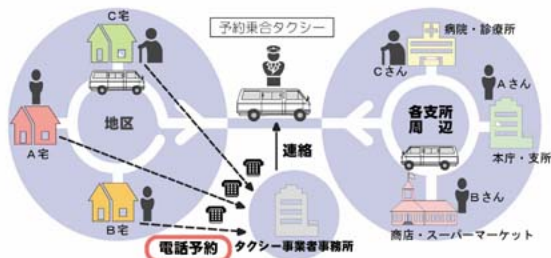 C宅
予約乗合タクシー
病院・診療所
Cさん
Aさん
地区
各支所
周辺
A宅
連絡
本庁・支所
Bさん
B宅
商店・スーパーマーケット
電話予約
タクシー事業者事務所